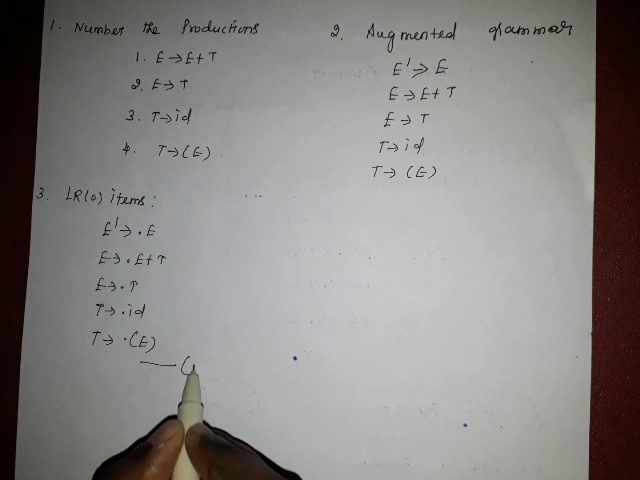 1. Number the Productions
1. E→E+T
2. E→T
3. T→id
4. T→(E)
2. Augmented grammar
E'→E
E→E+T
E→T
T→id
T→(E)
3. LR(0) items:
E'→.E
E→.E+T
E→.T
T→.id
T→.(E)
—(